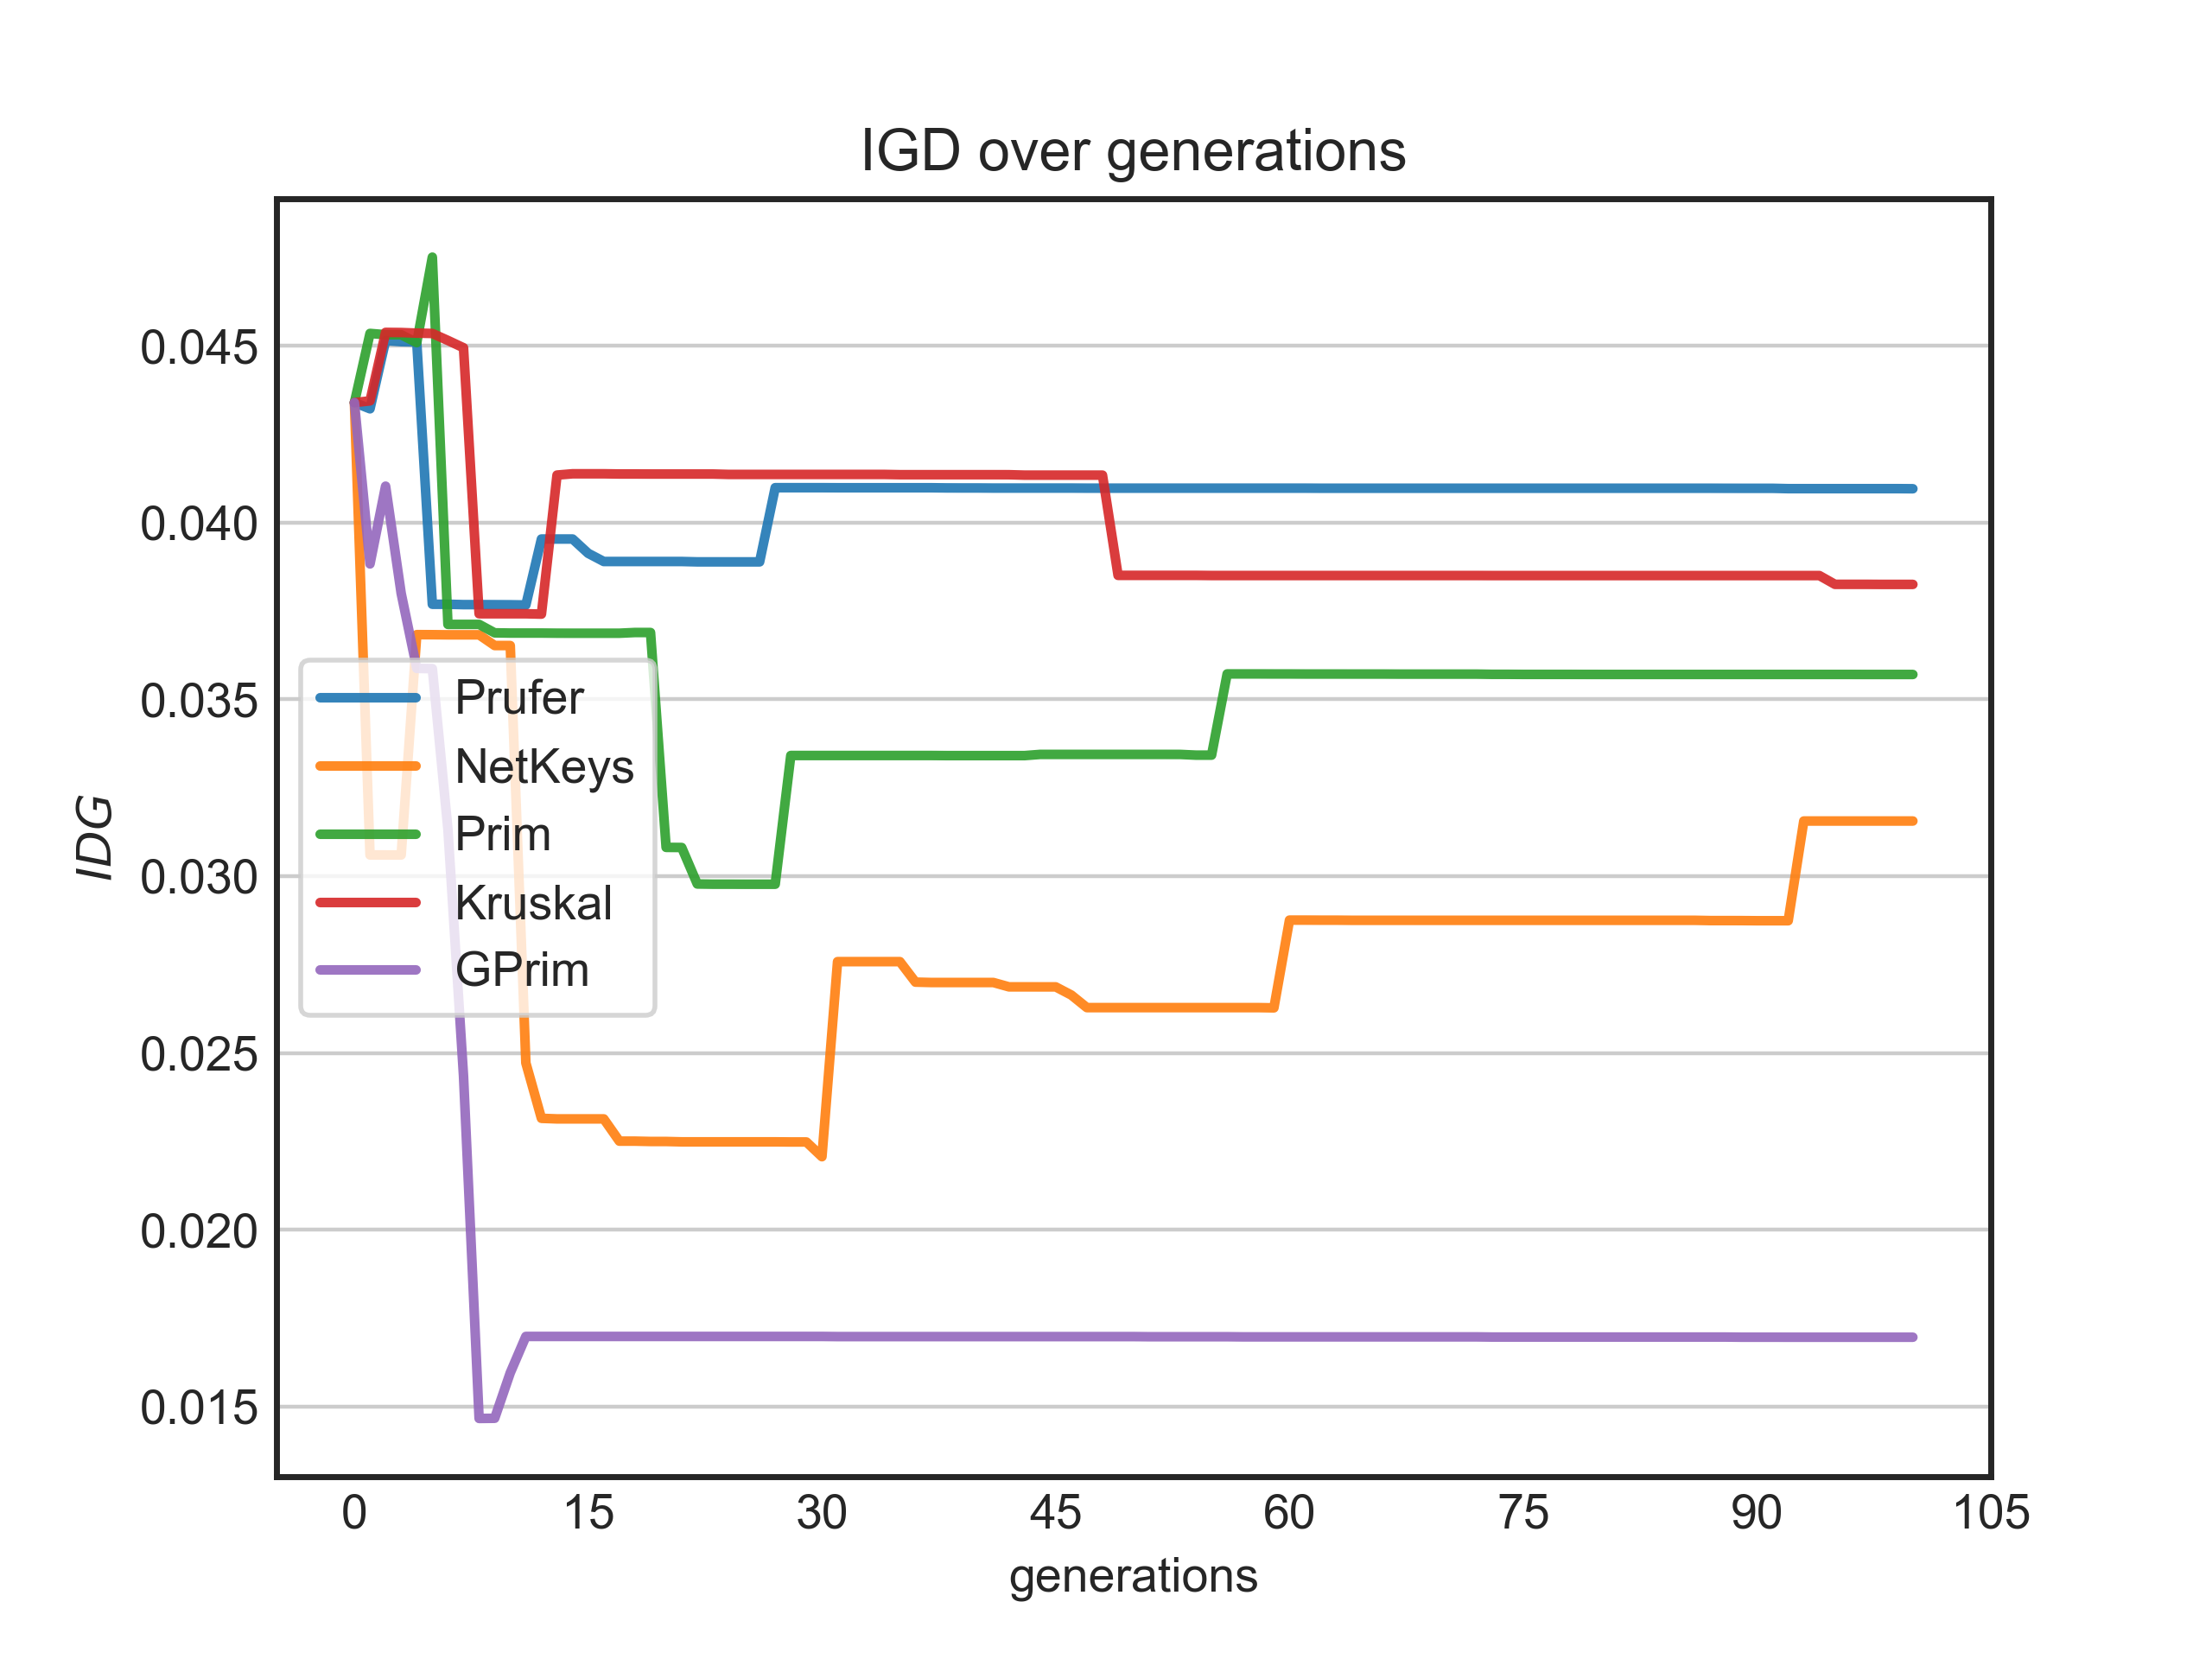 IGD over generations
IDG
0.045
0.040
0.035
0.030
0.025
0.020
0.015
Prufer
NetKeys
Prim
Kruskal
GPrim
0 15 30 45 60 75 90 105
generations